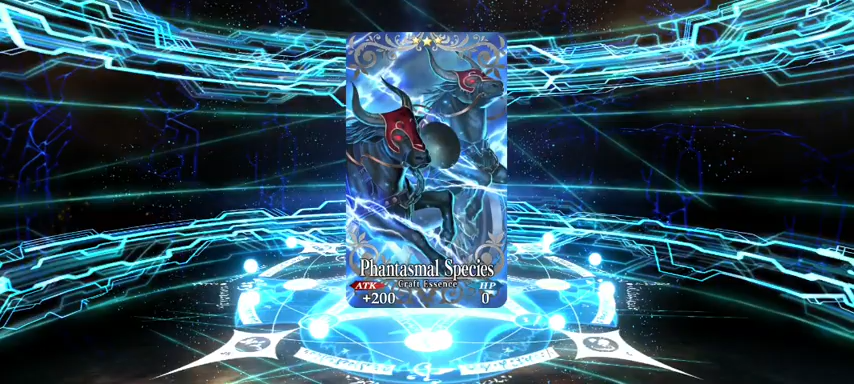 Phantasmal Species
Craft Essence
ATK
HP
+200
0